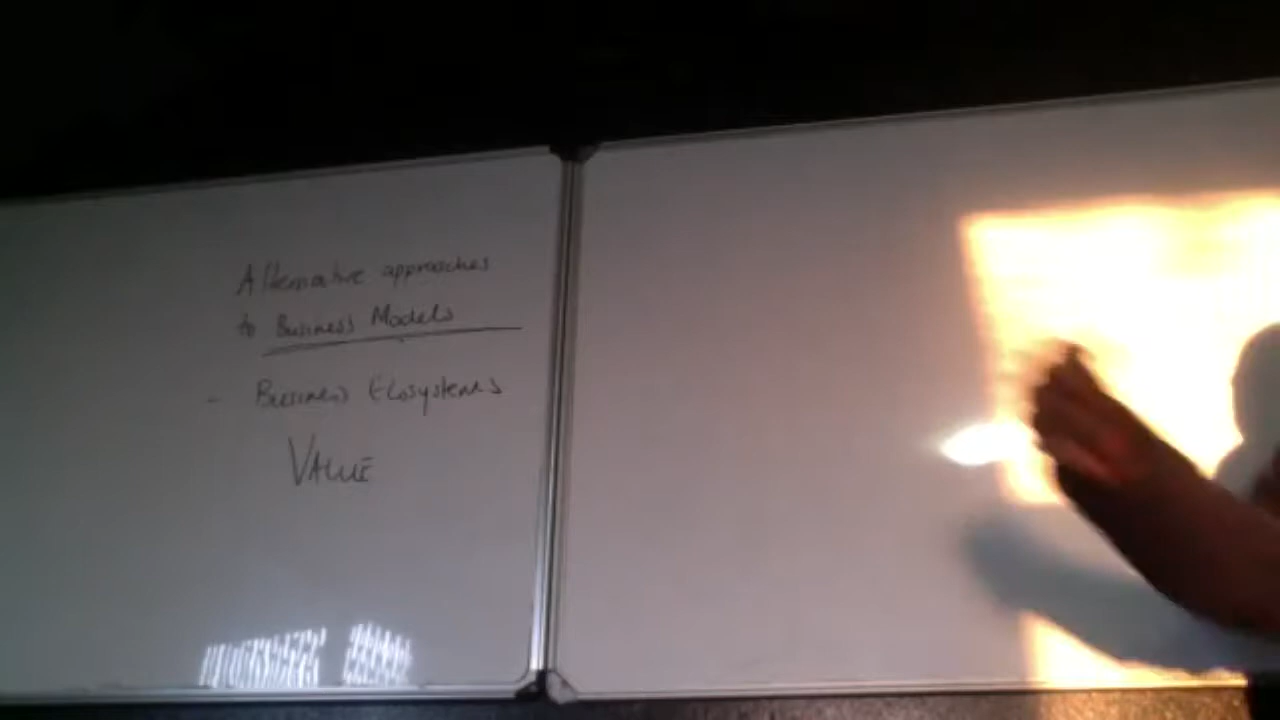 Alternative approaches
to Business Models
- Business Ecosystems
VALUE